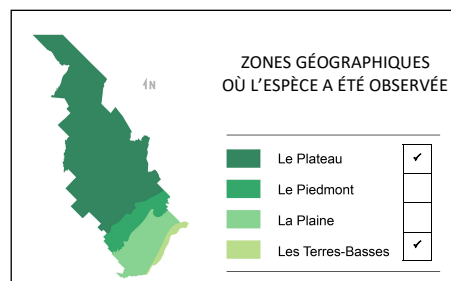 ZONES GÉOGRAPHIQUES
OÙ L'ESPÈCE A ÉTÉ OBSERVÉE
N
Le Plateau ✓
Le Piedmont
La Plaine
Les Terres-Basses ✓